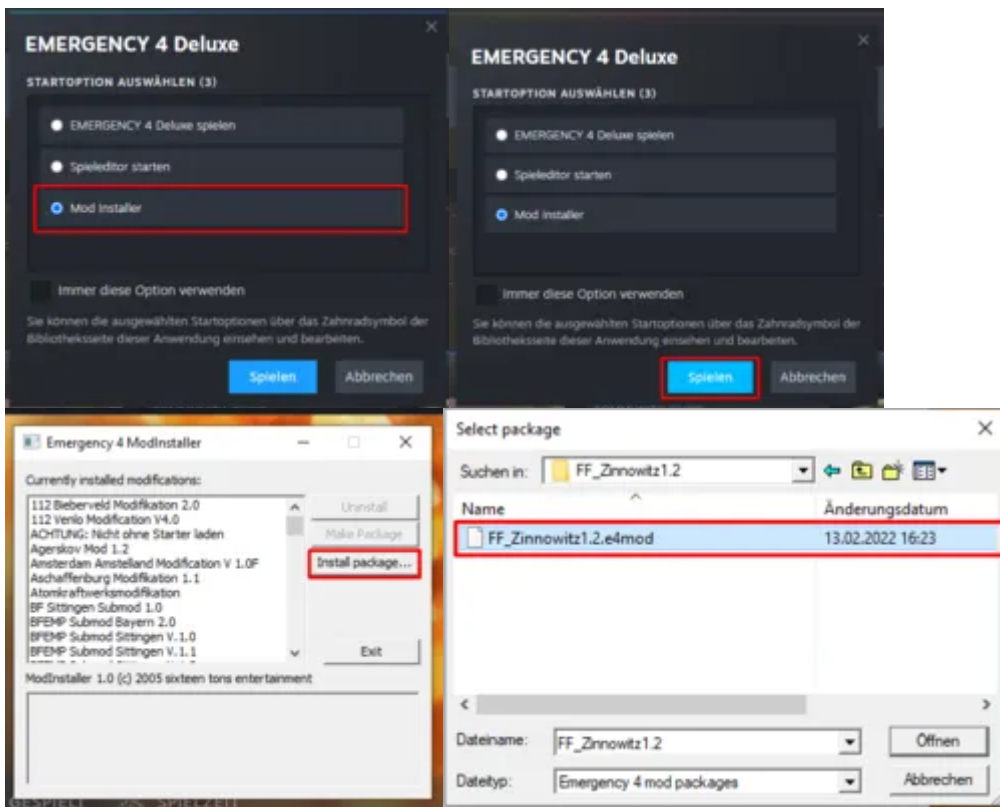 EMERGENCY 4 Deluxe
STARTOPTION AUSWÄHLEN (3)
EMERGENCY 4 Deluxe spielen
Spieleditor starten
Mod Installer
Immer diese Option verwenden
Sie können die ausgewählten Startoptionen über das Zahnradsymbol der
Bibliotheksseite dieser Anwendung einsehen und bearbeiten.
Spielen
Abbrechen
EMERGENCY 4 Deluxe
STARTOPTION AUSWÄHLEN (3)
EMERGENCY 4 Deluxe spielen
Spieleditor starten
Mod Installer
Immer diese Option verwenden
Sie können die ausgewählten Startoptionen über das Zahnradsymbol der
Bibliotheksseite dieser Anwendung einsehen und bearbeiten.
Spielen
Abbrechen
Emergency 4 ModInstaller
Currently installed modifications:
112 Bieberveld Modifikation 2.0
112 Venlo Modification V4.0
ACHTUNG: Nicht ohne Starter laden
Agerskov Mod 1.2
Amsterdam Amstelland Modification V 1.0F
Aschaffenburg Modifikation 1.1
Atomkraftwerksmodifikation
BF Sittingen Submod 1.0
BFEMP Submod Bayern 2.0
BFEMP Submod Sittingen V.1.0
BFEMP Submod Sittingen V.1.1
Uninstall
Make Package
Install package...
Exit
ModInstaller 1.0 (c) 2005 sixteen tons entertainment
GESPIELT
SPIELZEIT
Select package
Suchen in:
FF_Zinnowitz1.2
Name
Änderungsdatum
FF_Zinnowitz1.2.e4mod
13.02.2022 16:23
Dateiname:
FF_Zinnowitz1.2
Öffnen
Dateityp:
Emergency 4 mod packages
Abbrechen